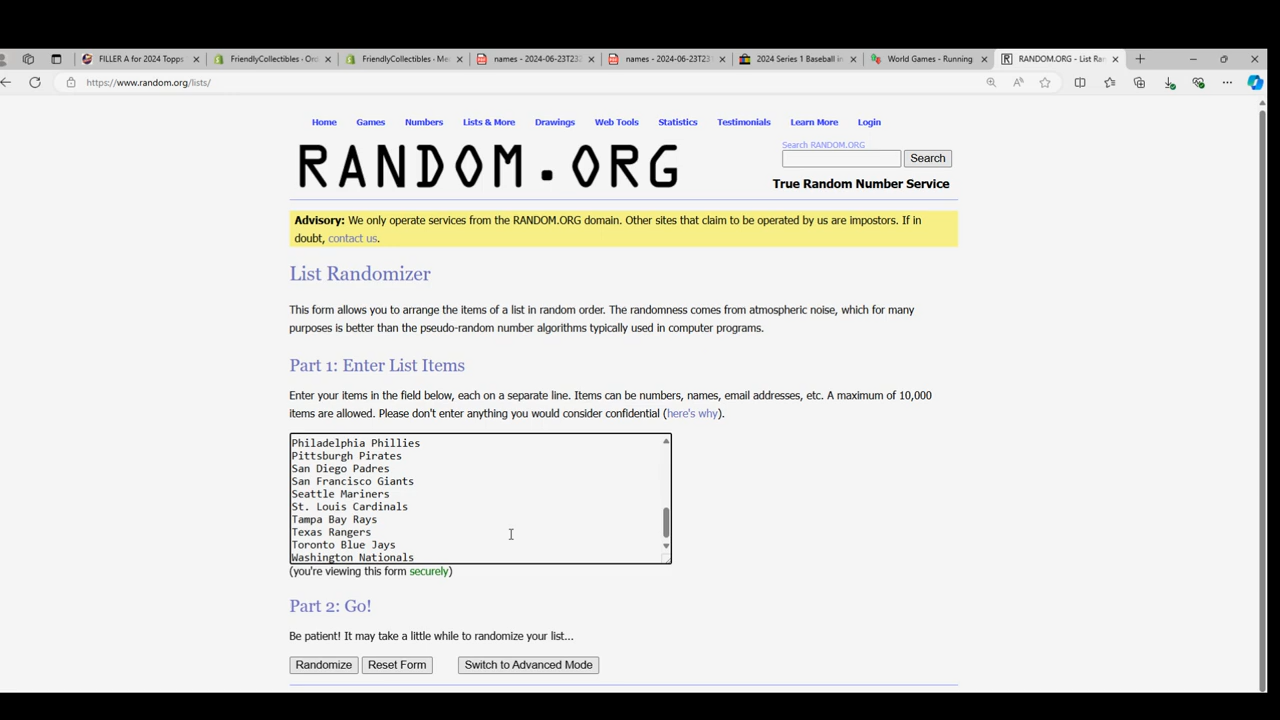 FILLER A for 2024 Topps
FriendlyCollectibles · Ord
FriendlyCollectibles · Me
names - 2024-06-23T232
names - 2024-06-23T231
2024 Series 1 Baseball in
World Games - Running
RANDOM.ORG - List Ran
https://www.random.org/lists/
Home Games Numbers Lists & More Drawings Web Tools Statistics Testimonials Learn More Login
RANDOM.ORG
Search RANDOM.ORG
Search
True Random Number Service
Advisory: We only operate services from the RANDOM.ORG domain. Other sites that claim to be operated by us are impostors. If in
doubt, contact us.
List Randomizer
This form allows you to arrange the items of a list in random order. The randomness comes from atmospheric noise, which for many
purposes is better than the pseudo-random number algorithms typically used in computer programs.
Part 1: Enter List Items
Enter your items in the field below, each on a separate line. Items can be numbers, names, email addresses, etc. A maximum of 10,000
items are allowed. Please don't enter anything you would consider confidential (here's why).
Philadelphia Phillies
Pittsburgh Pirates
San Diego Padres
San Francisco Giants
Seattle Mariners
St. Louis Cardinals
Tampa Bay Rays
Texas Rangers
Toronto Blue Jays
Washington Nationals
(you're viewing this form securely)
Part 2: Go!
Be patient! It may take a little while to randomize your list...
Randomize Reset Form Switch to Advanced Mode